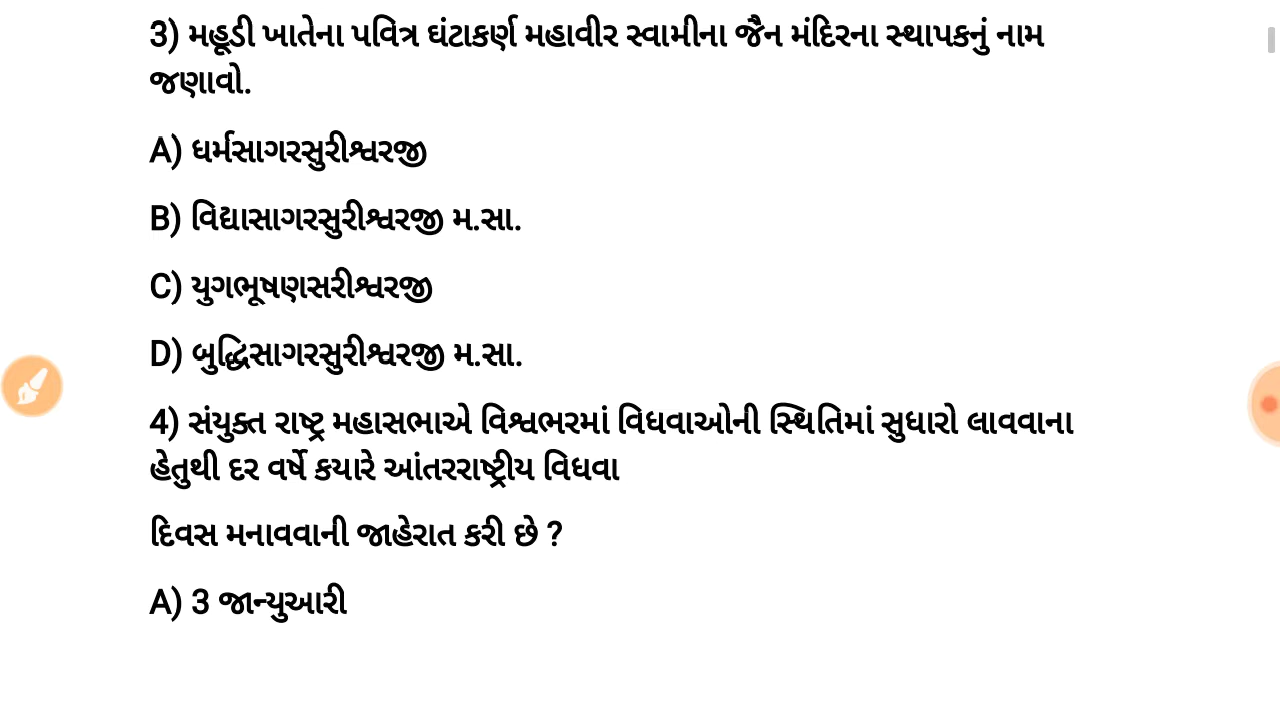 3) મહૂડી ખાતેના પવિત્ર ઘંટાકર્ણ મહાવીર સ્વામીના જૈન મંદિરના સ્થાપકનું નામ
જણાવો.
A) ધર્મસાગરસુરીશ્વરજી
B) વિદ્યાસાગરસુરીશ્વરજી મ.સા.
C) યુગભૂષણસરીશ્વરજી
D) બુદ્ધિસાગરસુરીશ્વરજી મ.સા.
4) સંયુક્ત રાષ્ટ્ર મહાસભાએ વિશ્વભરમાં વિધવાઓની સ્થિતિમાં સુધારો લાવવાના
હેતુથી દર વર્ષે કયારે આંતરરાષ્ટ્રીય વિધવા
દિવસ મનાવવાની જાહેરાત કરી છે ?
A) 3 જાન્યુઆરી